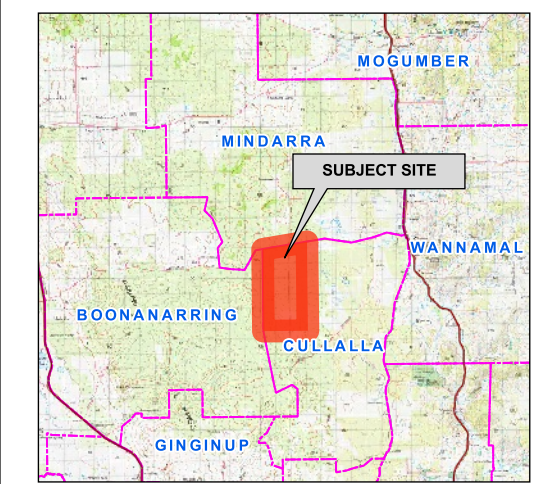 MOGUMBER
MINDARRA
SUBJECT SITE
WANNAMAL
BOONANARRING
CULLALLA
GINGINUP